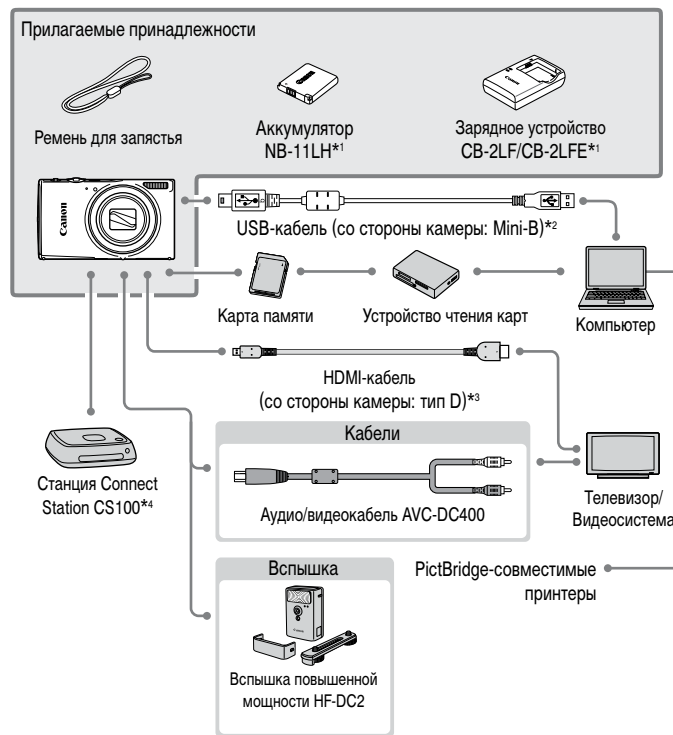 Прилагаемые принадлежности
Canon
Canon
Ремень для запястья
Аккумулятор
NB-11LH*1
Зарядное устройство
CB-2LF/CB-2LFE*1
Canon
USB-кабель (со стороны камеры: Mini-B)*2
Карта памяти
Устройство чтения карт
Компьютер
HDMI-кабель
(со стороны камеры: тип D)*3
Станция Connect
Station CS100*4
Кабели
Аудио/видеокабель AVC-DC400
Телевизор/
Видеосистема
Вспышка
Вспышка повышенной
мощности HF-DC2
PictBridge-совместимые
принтеры